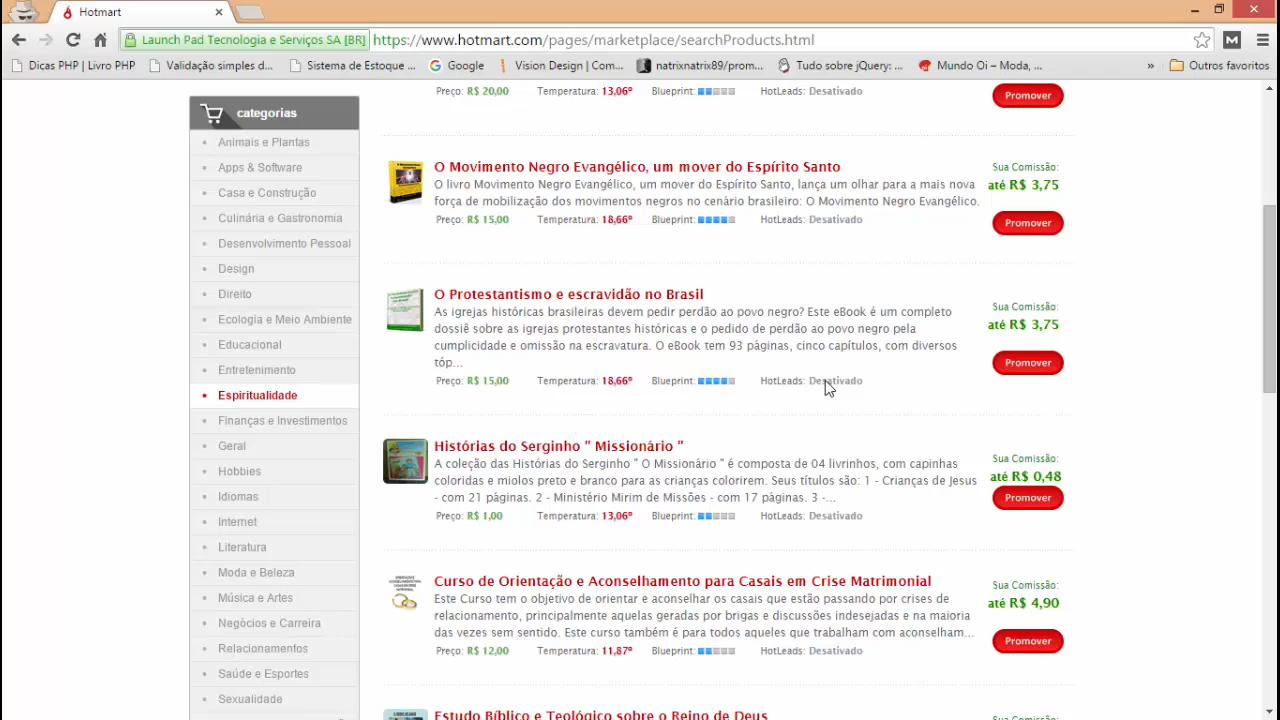 Hotmart
Launch Pad Tecnologia e Serviços SA [BR] https://www.hotmart.com/pages/marketplace/searchProducts.html
Dicas PHP | Livro PHP Validação simples d... Sistema de Estoque ... Google Vision Design | Com... natrixnatrix89/prom... Tudo sobre jQuery: ... Mundo Oi – Moda, ... » Outros favoritos
categorias
Animais e Plantas
Apps & Software
Casa e Construção
Culinária e Gastronomia
Desenvolvimento Pessoal
Design
Direito
Ecologia e Meio Ambiente
Educacional
Entretenimento
Espiritualidade
Finanças e Investimentos
Geral
Hobbies
Idiomas
Internet
Literatura
Moda e Beleza
Música e Artes
Negócios e Carreira
Relacionamentos
Saúde e Esportes
Sexualidade
Preço: R$ 20,00 Temperatura: 13,06º Blueprint: HotLeads: Desativado
Promover
O Movimento Negro Evangélico, um mover do Espírito Santo
O livro Movimento Negro Evangélico, um mover do Espírito Santo, lança um olhar para a mais nova
força de mobilização dos movimentos negros no cenário brasileiro: O Movimento Negro Evangélico.
Preço: R$ 15,00 Temperatura: 18,66º Blueprint: HotLeads: Desativado
Sua Comissão:
até R$ 3,75
Promover
O Protestantismo e escravidão no Brasil
As igrejas históricas brasileiras devem pedir perdão ao povo negro? Este eBook é um completo
dossiê sobre as igrejas protestantes históricas e o pedido de perdão ao povo negro pela
cumplicidade e omissão na escravatura. O eBook tem 93 páginas, cinco capítulos, com diversos
tóp...
Preço: R$ 15,00 Temperatura: 18,66º Blueprint: HotLeads: Desativado
Sua Comissão:
até R$ 3,75
Promover
Histórias do Serginho " Missionário "
A coleção das Histórias do Serginho " O Missionário " é composta de 04 livrinhos, com capinhas
coloridas e miolos preto e branco para as crianças colorirem. Seus títulos são: 1 - Crianças de Jesus
- com 21 páginas. 2 - Ministério Mirim de Missões - com 17 páginas. 3 -...
Preço: R$ 1,00 Temperatura: 13,06º Blueprint: HotLeads: Desativado
Sua Comissão:
até R$ 0,48
Promover
Curso de Orientação e Aconselhamento para Casais em Crise Matrimonial
Este Curso tem o objetivo de orientar e aconselhar os casais que estão passando por crises de
relacionamento, principalmente aquelas geradas por brigas e discussões indesejadas e na maioria
das vezes sem sentido. Este curso também é para todos aqueles que trabalham com aconselham...
Preço: R$ 12,00 Temperatura: 11,87º Blueprint: HotLeads: Desativado
Sua Comissão:
até R$ 4,90
Promover
Estudo Bíblico e Teológico sobre o Reino de Deus
Sua Comissão: